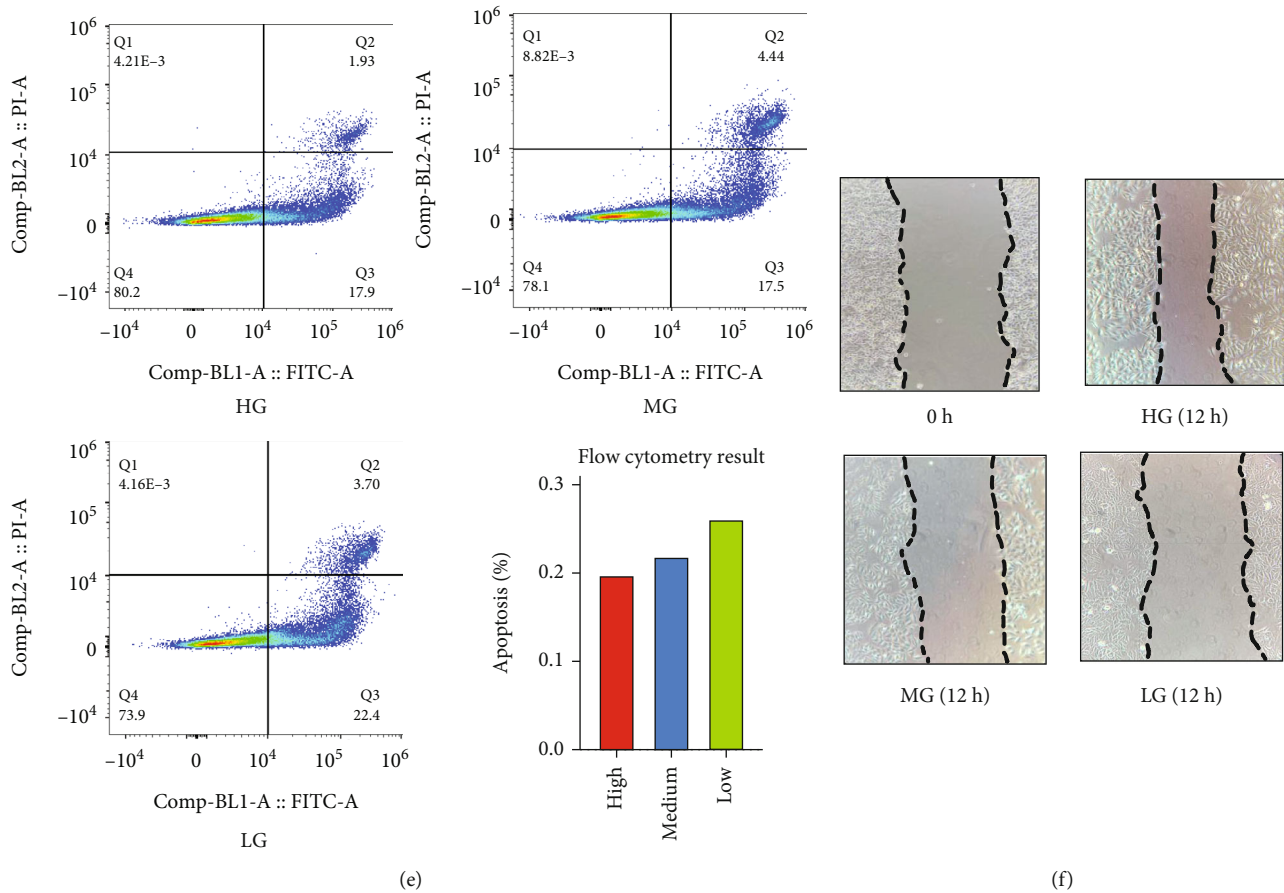 Comp-BL2-A :: PI-A
10⁶
10⁵
10⁴
0
−10⁴
Q1
4.21E−3
Q2
1.93
Q4
80.2
Q3
17.9
−10⁴
0
10⁴
10⁵
10⁶
Comp-BL1-A :: FITC-A
HG
Comp-BL2-A :: PI-A
10⁶
10⁵
10⁴
0
−10⁴
Q1
8.82E−3
Q2
4.44
Q4
78.1
Q3
17.5
−10⁴
0
10⁴
10⁵
10⁶
Comp-BL1-A :: FITC-A
MG
Comp-BL2-A :: PI-A
10⁶
10⁵
10⁴
0
−10⁴
Q1
4.16E−3
Q2
3.70
Q4
73.9
Q3
22.4
−10⁴
0
10⁴
10⁵
10⁶
Comp-BL1-A :: FITC-A
LG
Flow cytometry result
Apoptosis (%)
0.3
0.2
0.1
0.0
High
Medium
Low
(e)
0 h
HG (12 h)
MG (12 h)
LG (12 h)
(f)